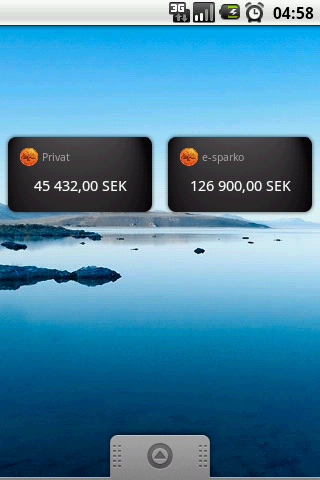 3G
04:58
Privat
45 432,00 SEK
e-sparko
126 900,00 SEK